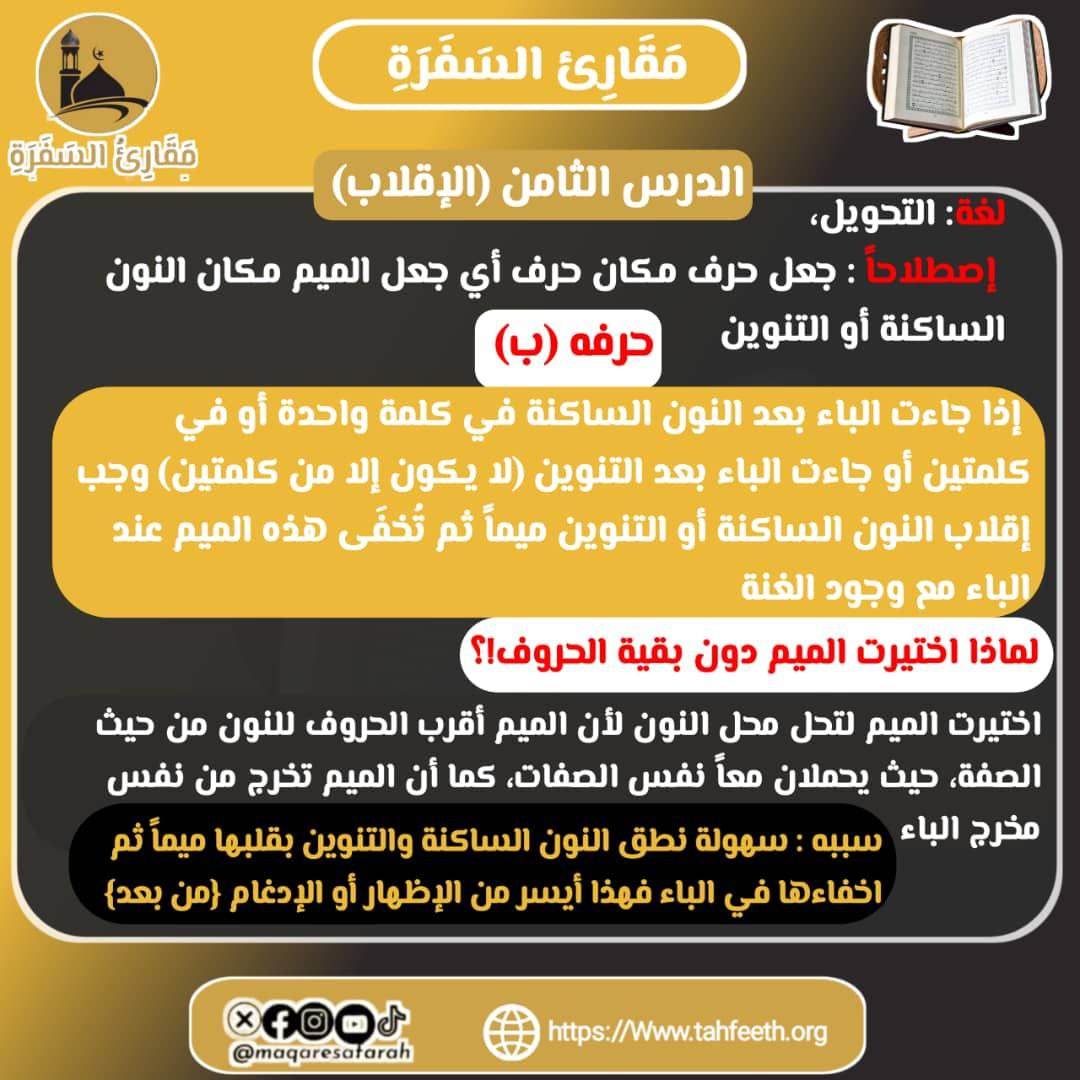 مَقَارِئ السَفَرَةِ
مَقَارِئُ السَفَرَةِ
الدرس الثامن (الإقلاب)
لغة: التحويل،
إصطلاحاً : جعل حرف مكان حرف أي جعل الميم مكان النون
الساكنة أو التنوين
حرفه (ب)
إذا جاءت الباء بعد النون الساكنة في كلمة واحدة أو في
كلمتين أو جاءت الباء بعد التنوين (لا يكون إلا من كلمتين) وجب
إقلاب النون الساكنة أو التنوين ميماً ثم تُخفَى هذه الميم عند
الباء مع وجود الغنة
لماذا اختيرت الميم دون بقية الحروف!؟
اختيرت الميم لتحل محل النون لأن الميم أقرب الحروف للنون من حيث
الصفة، حيث يحملان معاً نفس الصفات، كما أن الميم تخرج من نفس
مخرج الباء
سببه : سهولة نطق النون الساكنة والتنوين بقلبها ميماً ثم
اخفاءها في الباء فهذا أيسر من الإظهار أو الإدغام {من بعد}
@maqaresafarah
https://Www.tahfeeth.org